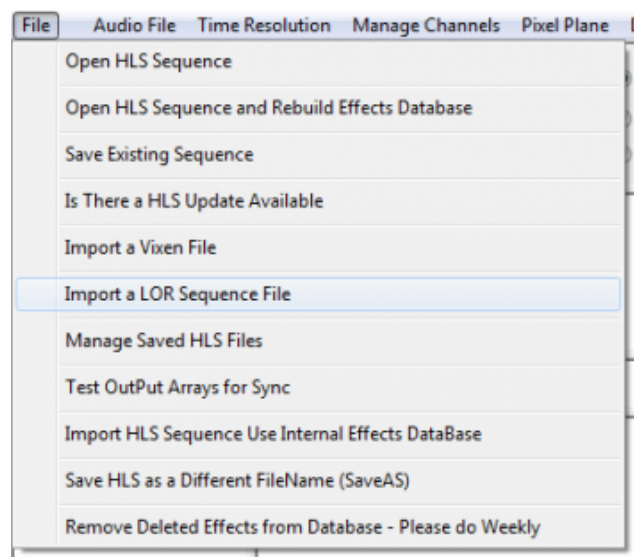 File Audio File Time Resolution Manage Channels Pixel Plane
Open HLS Sequence
Open HLS Sequence and Rebuild Effects Database
Save Existing Sequence
Is There a HLS Update Available
Import a Vixen File
Import a LOR Sequence File
Manage Saved HLS Files
Test OutPut Arrays for Sync
Import HLS Sequence Use Internal Effects DataBase
Save HLS as a Different FileName (SaveAS)
Remove Deleted Effects from Database - Please do Weekly